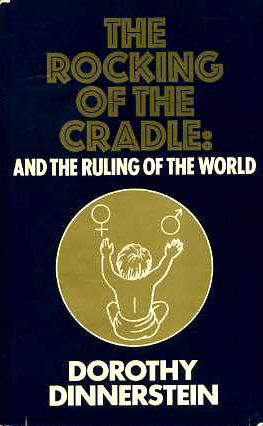 THE
ROCKING
OF THE
CRADLE:
AND THE RULING OF THE WORLD
DOROTHY
DINNERSTEIN